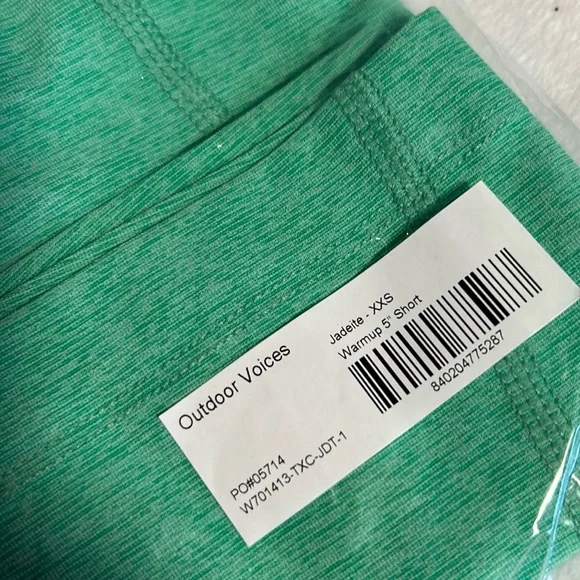 Outdoor Voices
Jadeite - XXS
Warmup 5" Short
840204775287
PO#05714
W701413-TXC-JDT-1